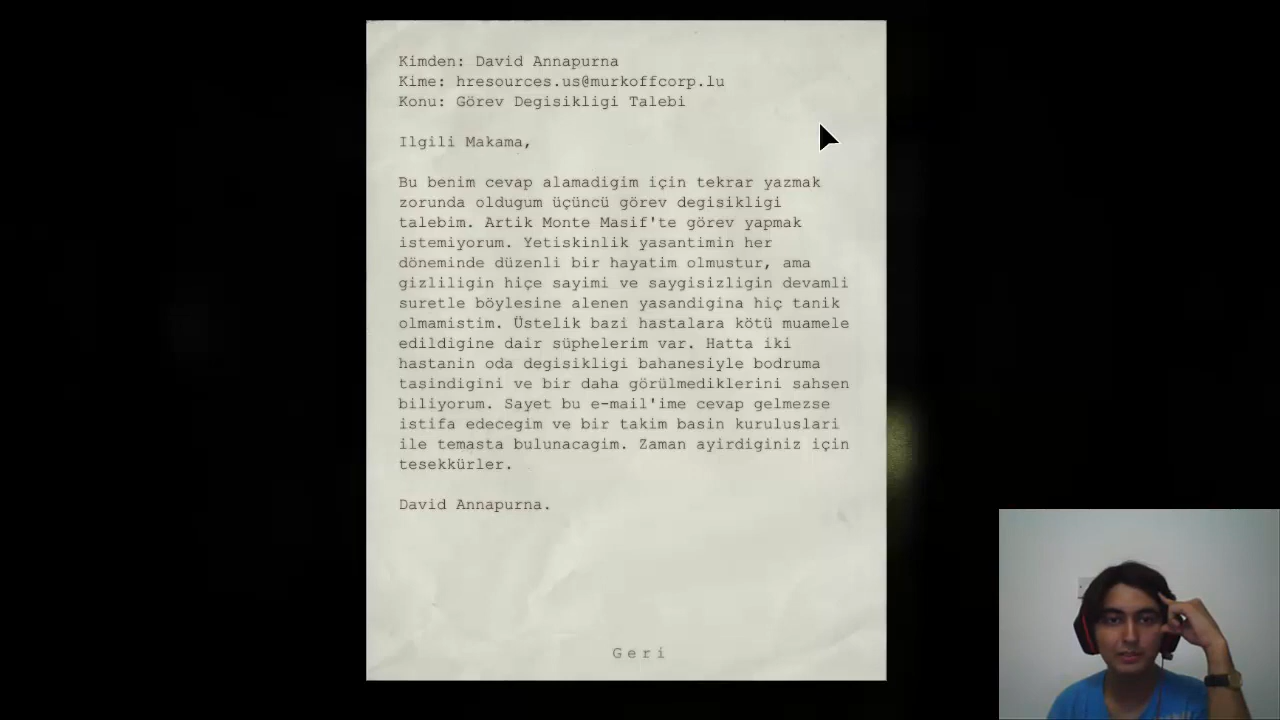 Kimden: David Annapurna
Kime: hresources.us@murkoffcorp.lu
Konu: Görev Degisikligi Talebi
Ilgili Makama,
Bu benim cevap alamadigim için tekrar yazmak
zorunda oldugum üçüncü görev degisikligi
talebim. Artik Monte Masif'te görev yapmak
istemiyorum. Yetiskinlik yasantimin her
döneminde düzenli bir hayatim olmustur, ama
gizliligin hiçe sayimi ve saygisizligin devamli
suretle böylesine alenen yasandigina hiç tanik
olmamistim. Üstelik bazi hastalara kötü muamele
edildigine dair süphelerim var. Hatta iki
hastanin oda degisikligi bahanesiyle bodruma
tasindigini ve bir daha görülmediklerini sahsen
biliyorum. Sayet bu e-mail'ime cevap gelmezse
istifa edecegim ve bir takim basin kuruluslari
ile temasta bulunacagim. Zaman ayirdiginiz için
tesekkürler.
David Annapurna.
Geri